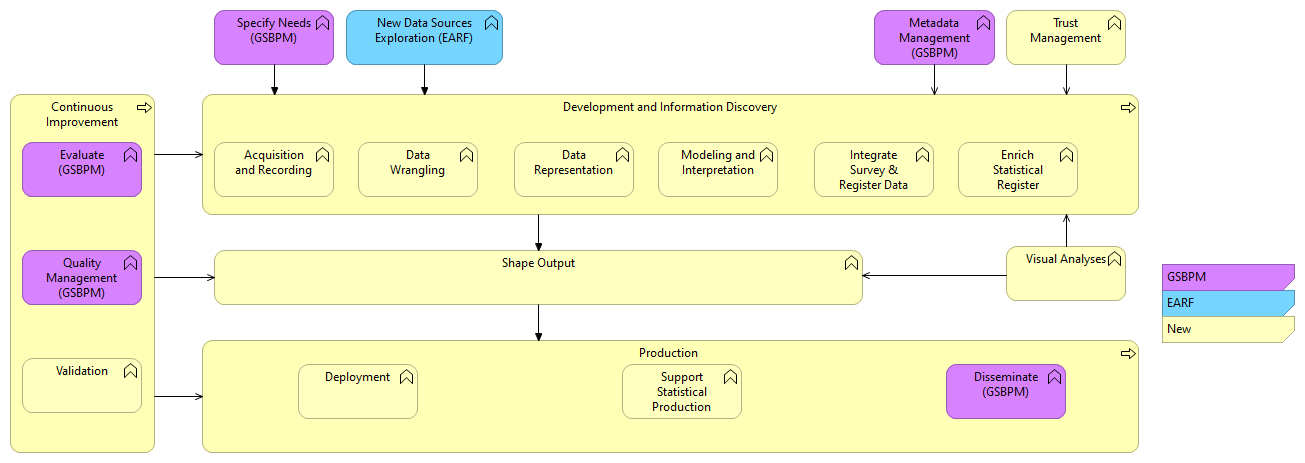 Specify Needs
(GSBPM)
New Data Sources
Exploration (EARF)
Metadata
Management
(GSBPM)
Trust
Management
Continuous
Improvement
Evaluate
(GSBPM)
Quality
Management
(GSBPM)
Validation
Development and Information Discovery
Acquisition
and Recording
Data
Wrangling
Data
Representation
Modeling and
Interpretation
Integrate
Survey &
Register Data
Enrich
Statistical
Register
Shape Output
Visual Analyses
Production
Deployment
Support
Statistical
Production
Disseminate
(GSBPM)
GSBPM
EARF
New